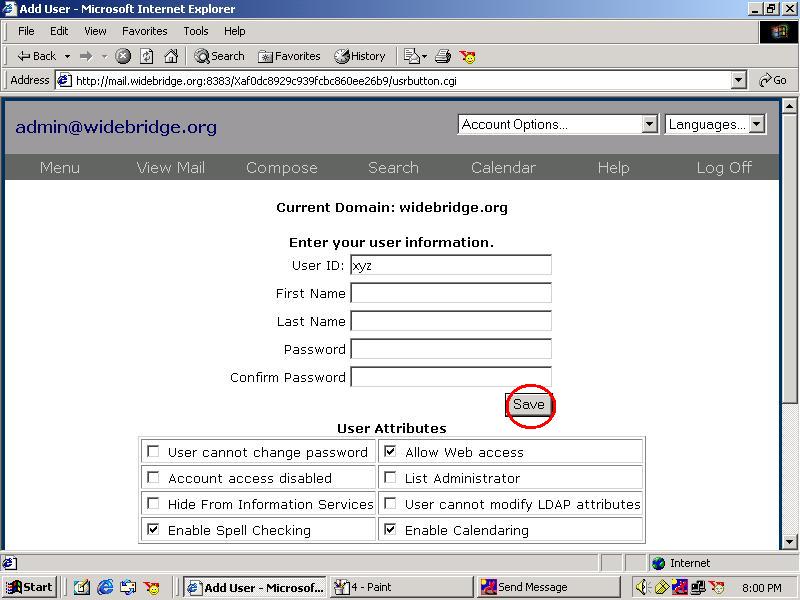 Add User - Microsoft Internet Explorer
File Edit View Favorites Tools Help
Back Search Favorites History
Address http://mail.widebridge.org:8383/Xaf0dc8929c939fcbc860ee26b9/usrbutton.cgi Go
admin@widebridge.org Account Options... Languages...
Menu View Mail Compose Search Calendar Help Log Off
Current Domain: widebridge.org
Enter your user information.
User ID: xyz
First Name
Last Name
Password
Confirm Password
Save
User Attributes
User cannot change password Allow Web access
Account access disabled List Administrator
Hide From Information Services User cannot modify LDAP attributes
Enable Spell Checking Enable Calendaring
Internet
Start Add User - Microsof... 4 - Paint Send Message 8:00 PM